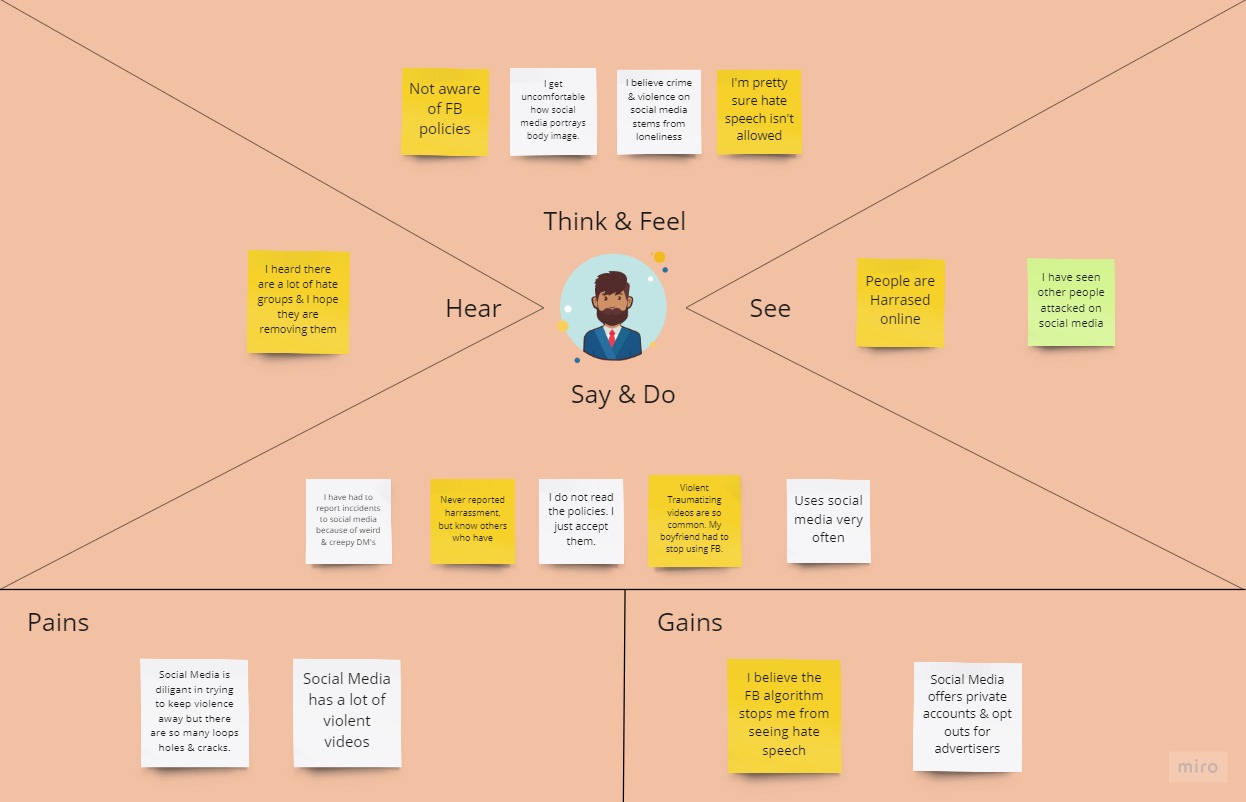 Not aware
of FB
policies
I get
uncomfortable
how social
media portrays
body image.
I believe crime
& violence on
social media
stems from
loneliness
I'm pretty
sure hate
speech isn't
allowed
Think & Feel
I heard there
are a lot of hate
groups & I hope
they are
removing them
Hear
See
People are
Harrased
online
I have seen
other people
attacked on
social media
Say & Do
I have had to
report inccidents
to social media
because of weird
& creepy DM's
Never reported
harrassment,
but know others
who have
I do not read
the policies. I
just accept
them.
Violent
Traumatizing
videos are so
common. My
boyfriend had to
stop using FB.
Uses social
media very
often
Pains
Social Media is
diligant in trying
to keep violence
away but there
are so many loops
holes & cracks.
Social Media
has a lot of
violent
videos
Gains
I believe the
FB algorithm
stops me from
seeing hate
speech
Social Media
offers private
accounts & opt
outs for
advertisers
miro